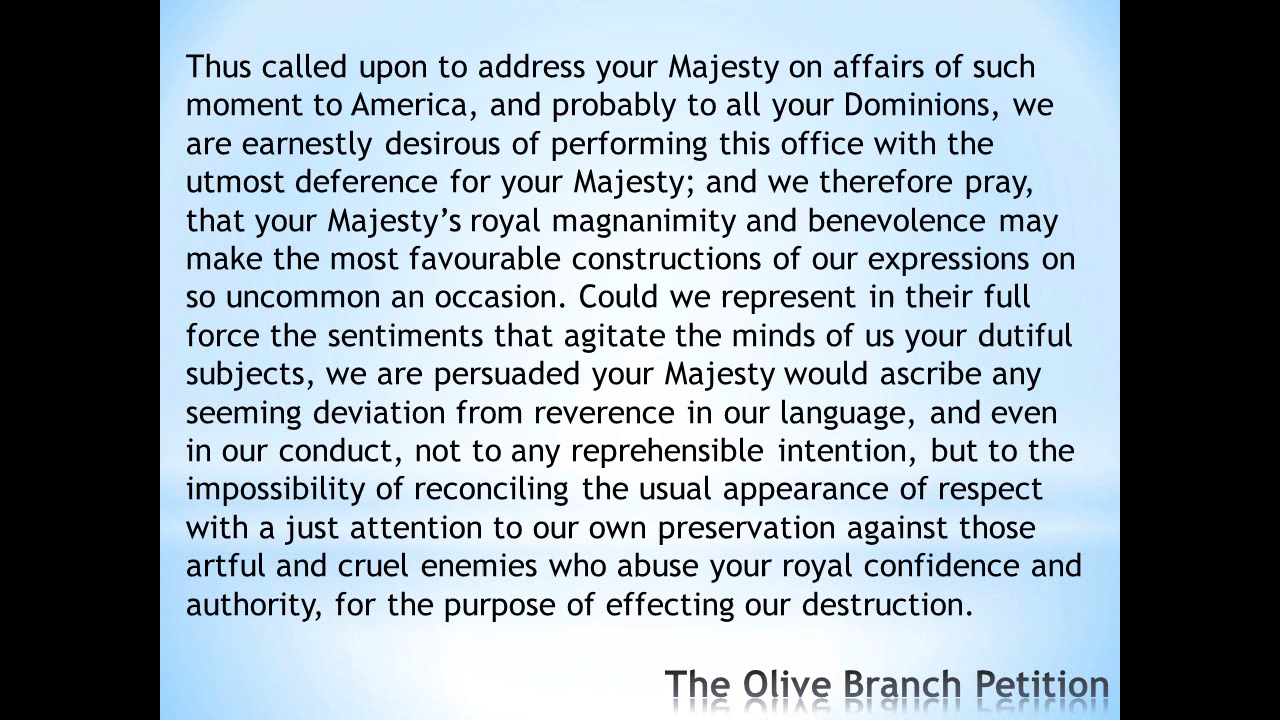 Thus called upon to address your Majesty on affairs of such
moment to America, and probably to all your Dominions, we
are earnestly desirous of performing this office with the
utmost deference for your Majesty; and we therefore pray,
that your Majesty’s royal magnanimity and benevolence may
make the most favourable constructions of our expressions on
so uncommon an occasion. Could we represent in their full
force the sentiments that agitate the minds of us your dutiful
subjects, we are persuaded your Majesty would ascribe any
seeming deviation from reverence in our language, and even
in our conduct, not to any reprehensible intention, but to the
impossibility of reconciling the usual appearance of respect
with a just attention to our own preservation against those
artful and cruel enemies who abuse your royal confidence and
authority, for the purpose of effecting our destruction.
The Olive Branch Petition